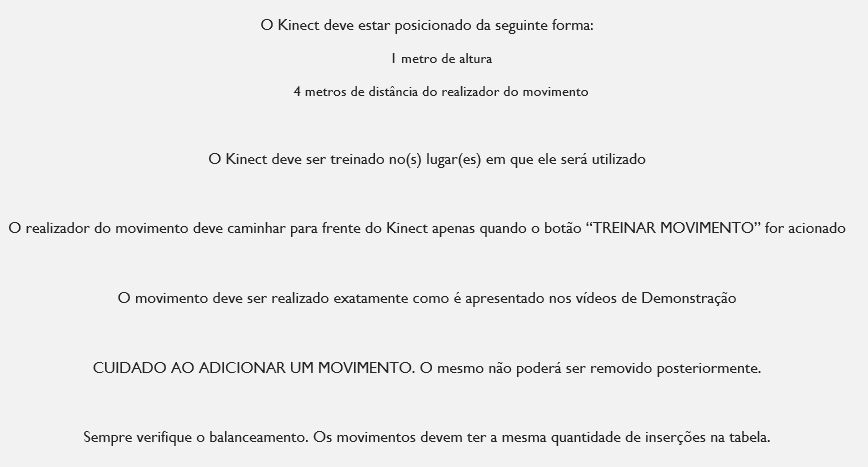 O Kinect deve estar posicionado da seguinte forma:
1 metro de altura
4 metros de distância do realizador do movimento
O Kinect deve ser treinado no(s) lugar(es) em que ele será utilizado
O realizador do movimento deve caminhar para frente do Kinect apenas quando o botão “TREINAR MOVIMENTO” for acionado
O movimento deve ser realizado exatamente como é apresentado nos vídeos de Demonstração
CUIDADO AO ADICIONAR UM MOVIMENTO. O mesmo não poderá ser removido posteriormente.
Sempre verifique o balanceamento. Os movimentos devem ter a mesma quantidade de inserções na tabela.